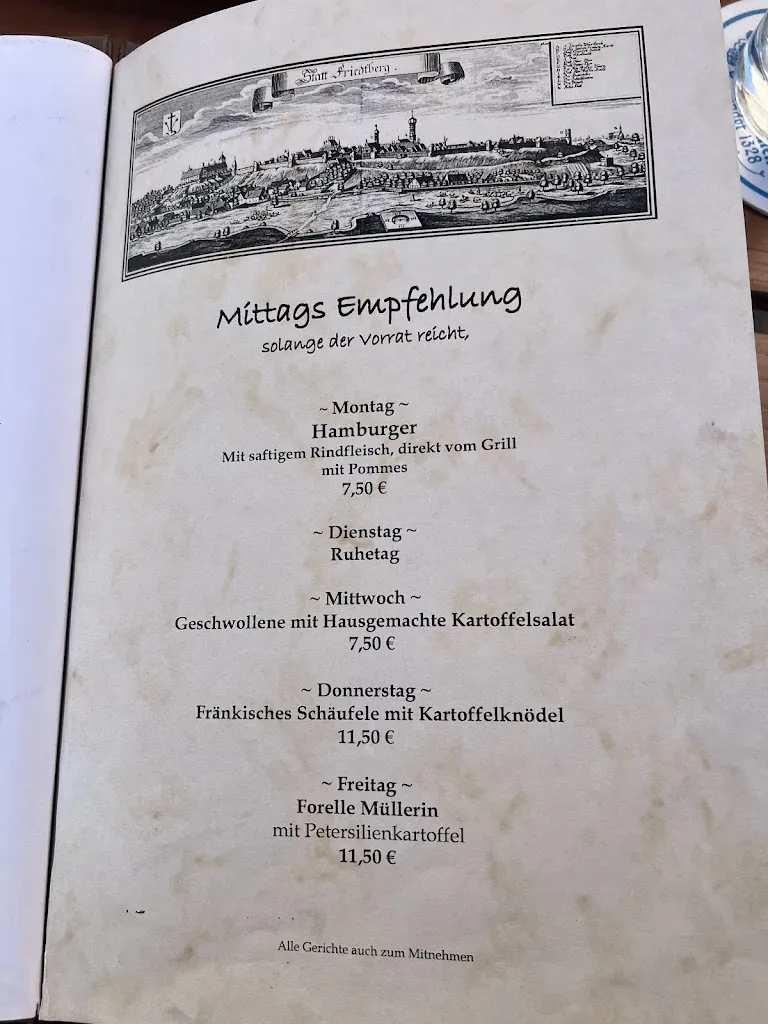 Statt Friedtberg.
Mittags Empfehlung
solange der Vorrat reicht,
~ Montag ~
Hamburger
Mit saftigem Rindfleisch, direkt vom Grill
mit Pommes
7,50 €
~ Dienstag ~
Ruhetag
~ Mittwoch ~
Geschwollene mit Hausgemachte Kartoffelsalat
7,50 €
~ Donnerstag ~
Fränkisches Schäufele mit Kartoffelknödel
11,50 €
~ Freitag ~
Forelle Müllerin
mit Petersilienkartoffel
11,50 €
Alle Gerichte auch zum Mitnehmen
1328